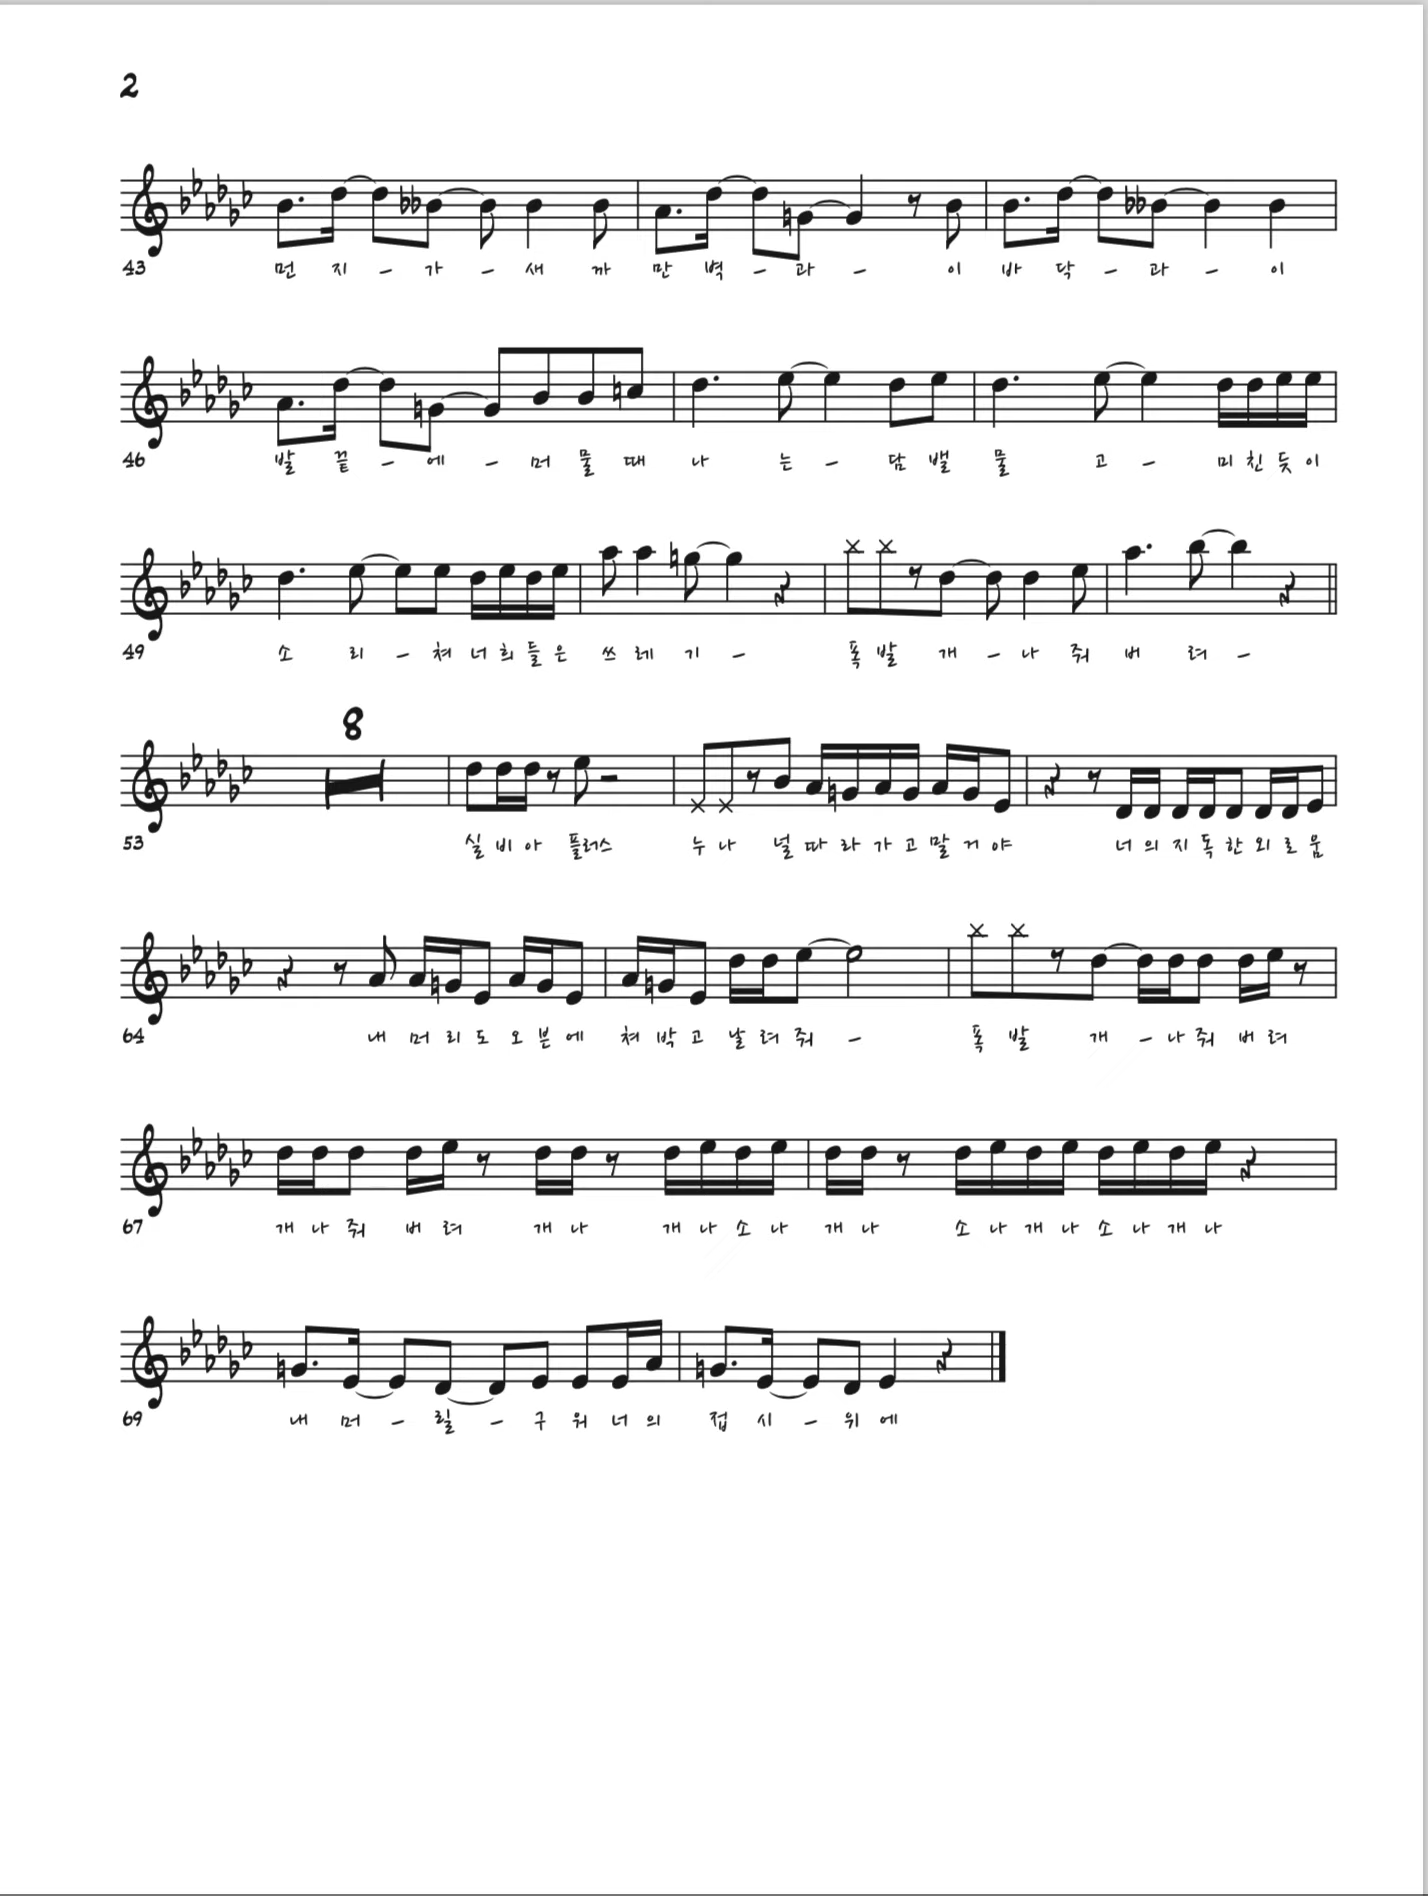 2
43 먼 지 - 가 - 새 까 만 벽 - 과 - 이 바 닥 - 과 - 이
46 발 끝 - 에 - 머 물 때 나 는 - 담 밸 물 고 - 미 친 듯 이
49 소 리 - 쳐 너 희 들 은 쓰 레 기 - 폭 발 개 - 나 줘 버 려 -
8
53 실 비 아 플러스 누 나 널 따 라 가 고 말 거 야 너 의 지 독 한 외 로 움
64 내 머 리 도 오 븐 에 쳐 박 고 날 려 줘 - 폭 발 개 - 나 줘 버 려
67 개 나 줘 버 려 개 나 개 나 소 나 개 나 소 나 개 나 소 나 개 나
69 내 머 - 릴 - 구 워 너 의 접 시 - 위 에